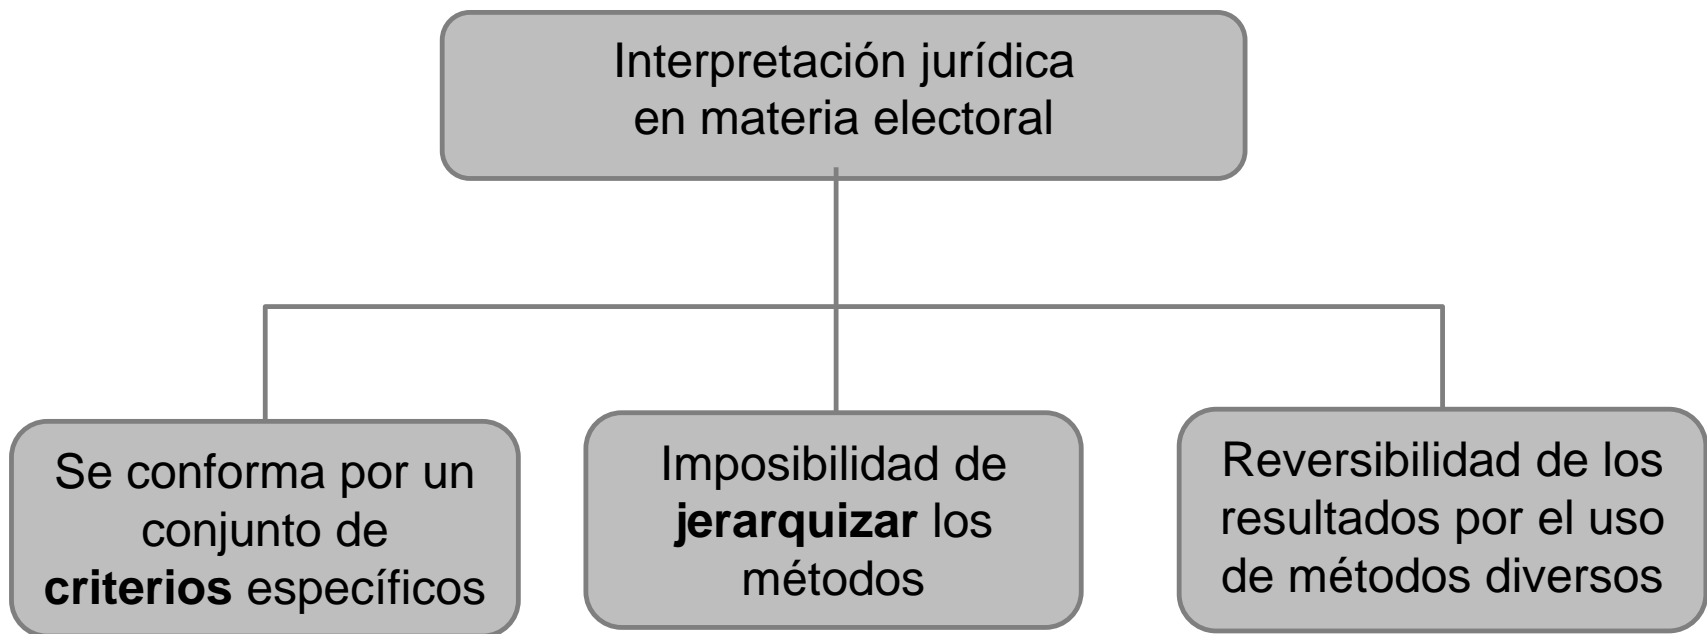 Interpretación jurídica
en materia electoral
Se conforma por un
conjunto de
criterios específicos
Imposibilidad de
jerarquizar los
métodos
Reversibilidad de los
resultados por el uso
de métodos diversos